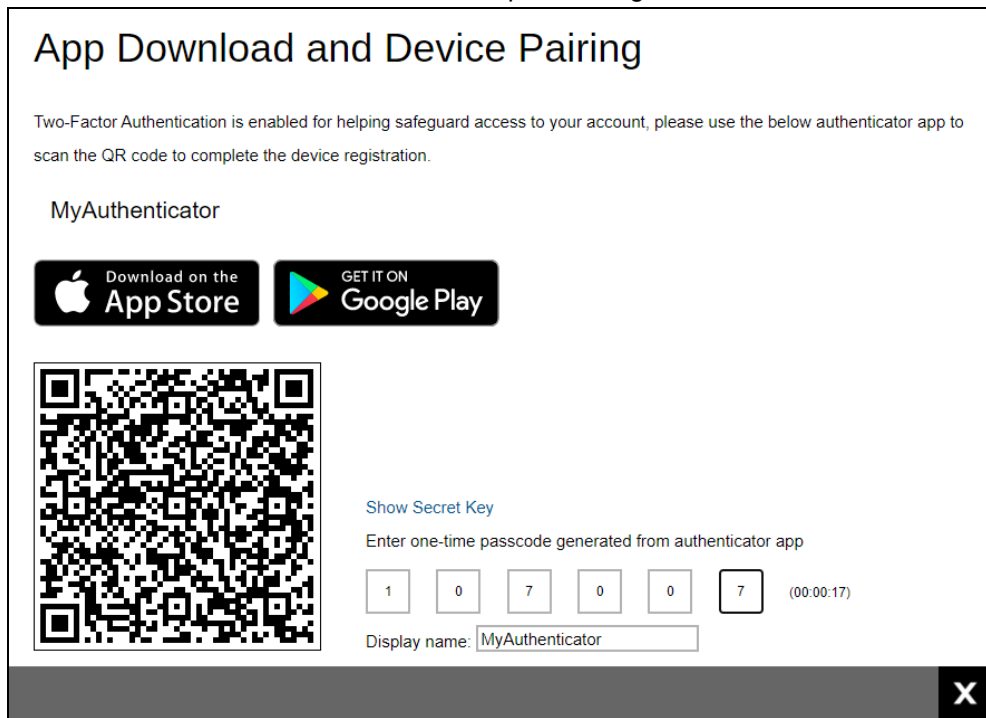 App Download and Device Pairing
Two-Factor Authentication is enabled for helping safeguard access to your account, please use the below authenticator app to
scan the QR code to complete the device registration.
MyAuthenticator
Download on the
App Store
GET IT ON
Google Play
Show Secret Key
Enter one-time passcode generated from authenticator app
1 0 7 0 0 7 (00:00:17)
Display name: MyAuthenticator
X